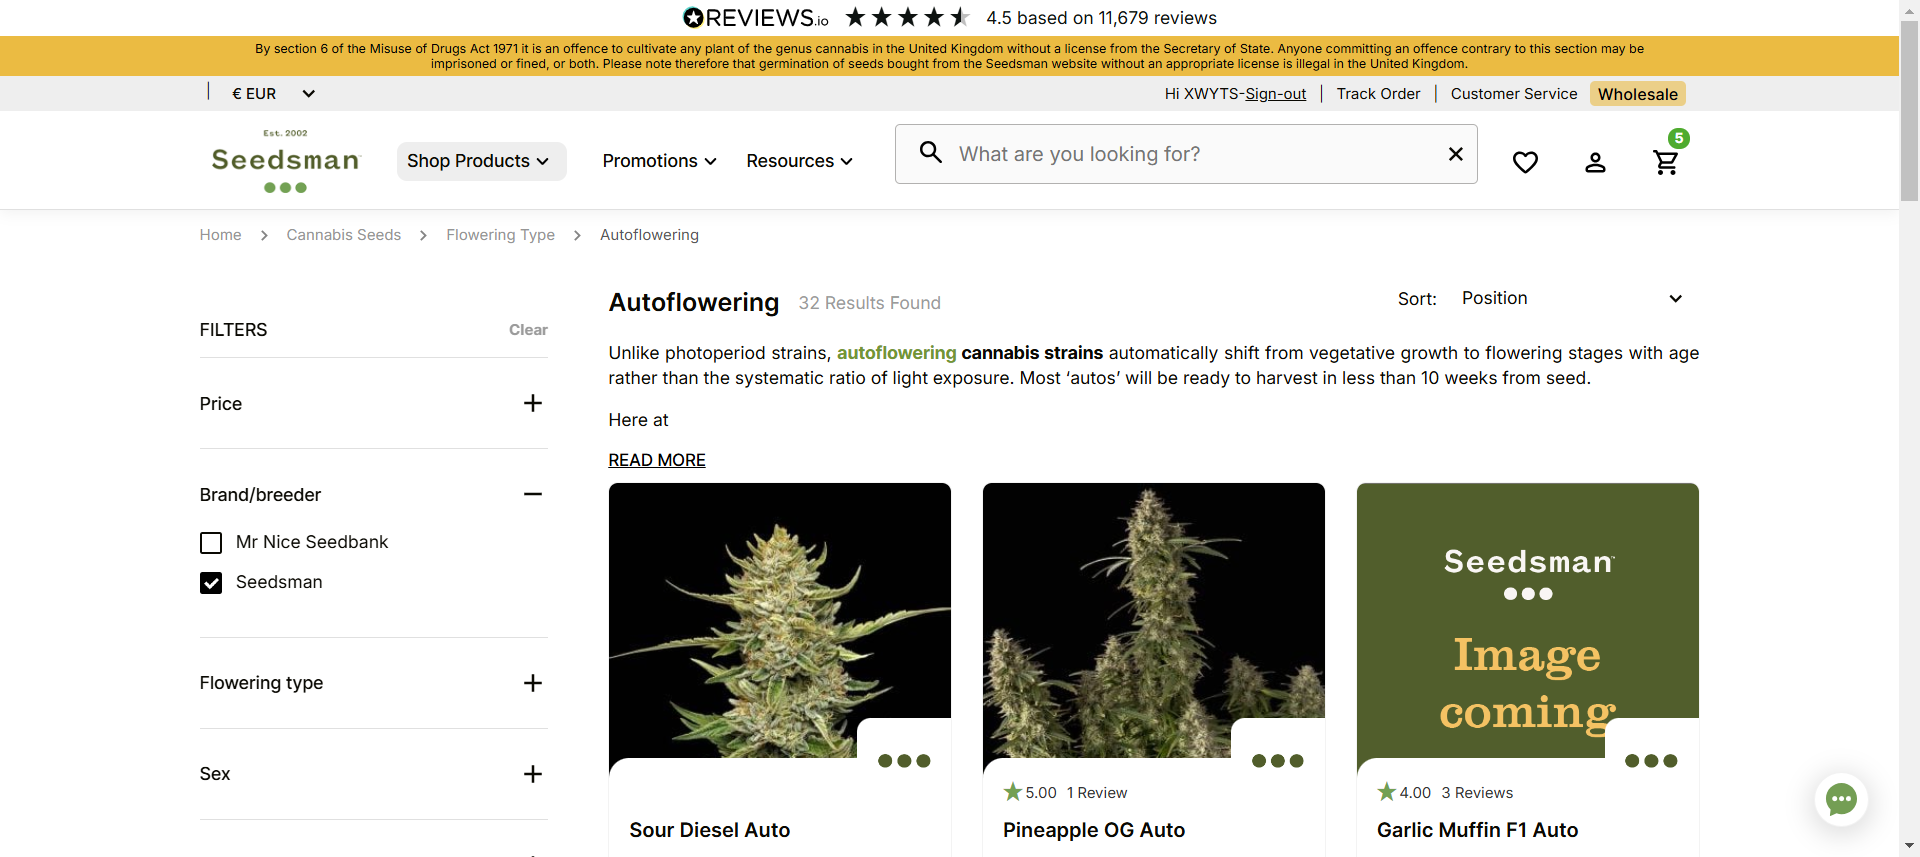 REVIEWS.io 4.5 based on 11,679 reviews
By section 6 of the Misuse of Drugs Act 1971 it is an offence to cultivate any plant of the genus cannabis in the United Kingdom without a license from the Secretary of State. Anyone committing an offence contrary to this section may be
imprisoned or fined, or both. Please note therefore that germination of seeds bought from the Seedsman website without an appropriate license is illegal in the United Kingdom.
€ EUR
Hi XWYTS-Sign-out | Track Order | Customer Service Wholesale
Est. 2002
Seedsman
Shop Products
Promotions
Resources
What are you looking for?
5
Home > Cannabis Seeds > Flowering Type > Autoflowering
FILTERS
Clear
Price
Brand/breeder
Mr Nice Seedbank
Seedsman
Flowering type
Sex
Autoflowering 32 Results Found
Sort: Position
Unlike photoperiod strains, autoflowering cannabis strains automatically shift from vegetative growth to flowering stages with age
rather than the systematic ratio of light exposure. Most ‘autos’ will be ready to harvest in less than 10 weeks from seed.
Here at
READ MORE
Sour Diesel Auto
5.00 1 Review
Pineapple OG Auto
Seedsman
Image
coming
4.00 3 Reviews
Garlic Muffin F1 Auto